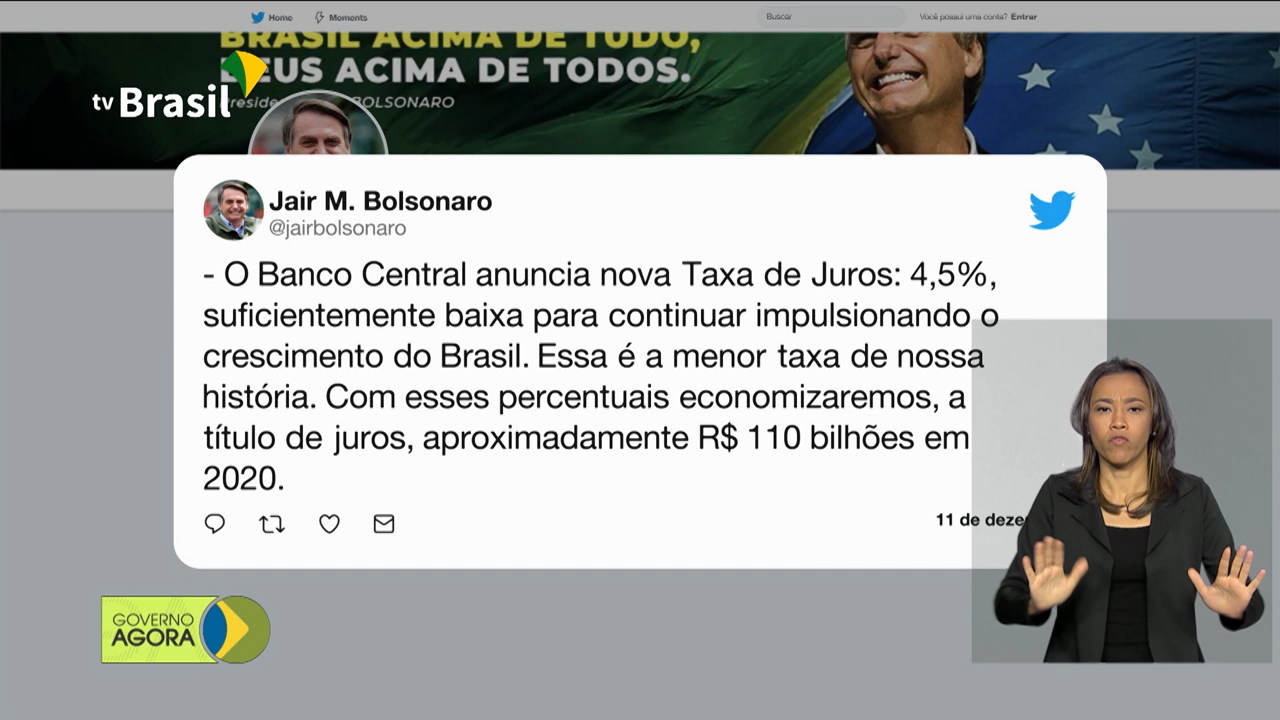 Home
Moments
Buscar
Você possui uma conta? Entrar
BRASIL ACIMA DE TUDO,
DEUS ACIMA DE TODOS.
BOLSONARO
tv Brasil
Jair M. Bolsonaro
@jairbolsonaro
- O Banco Central anuncia nova Taxa de Juros: 4,5%,
suficientemente baixa para continuar impulsionando o
crescimento do Brasil. Essa é a menor taxa de nossa
história. Com esses percentuais economizaremos, a
título de juros, aproximadamente R$ 110 bilhões em
2020.
11 de deze
GOVERNO
AGORA